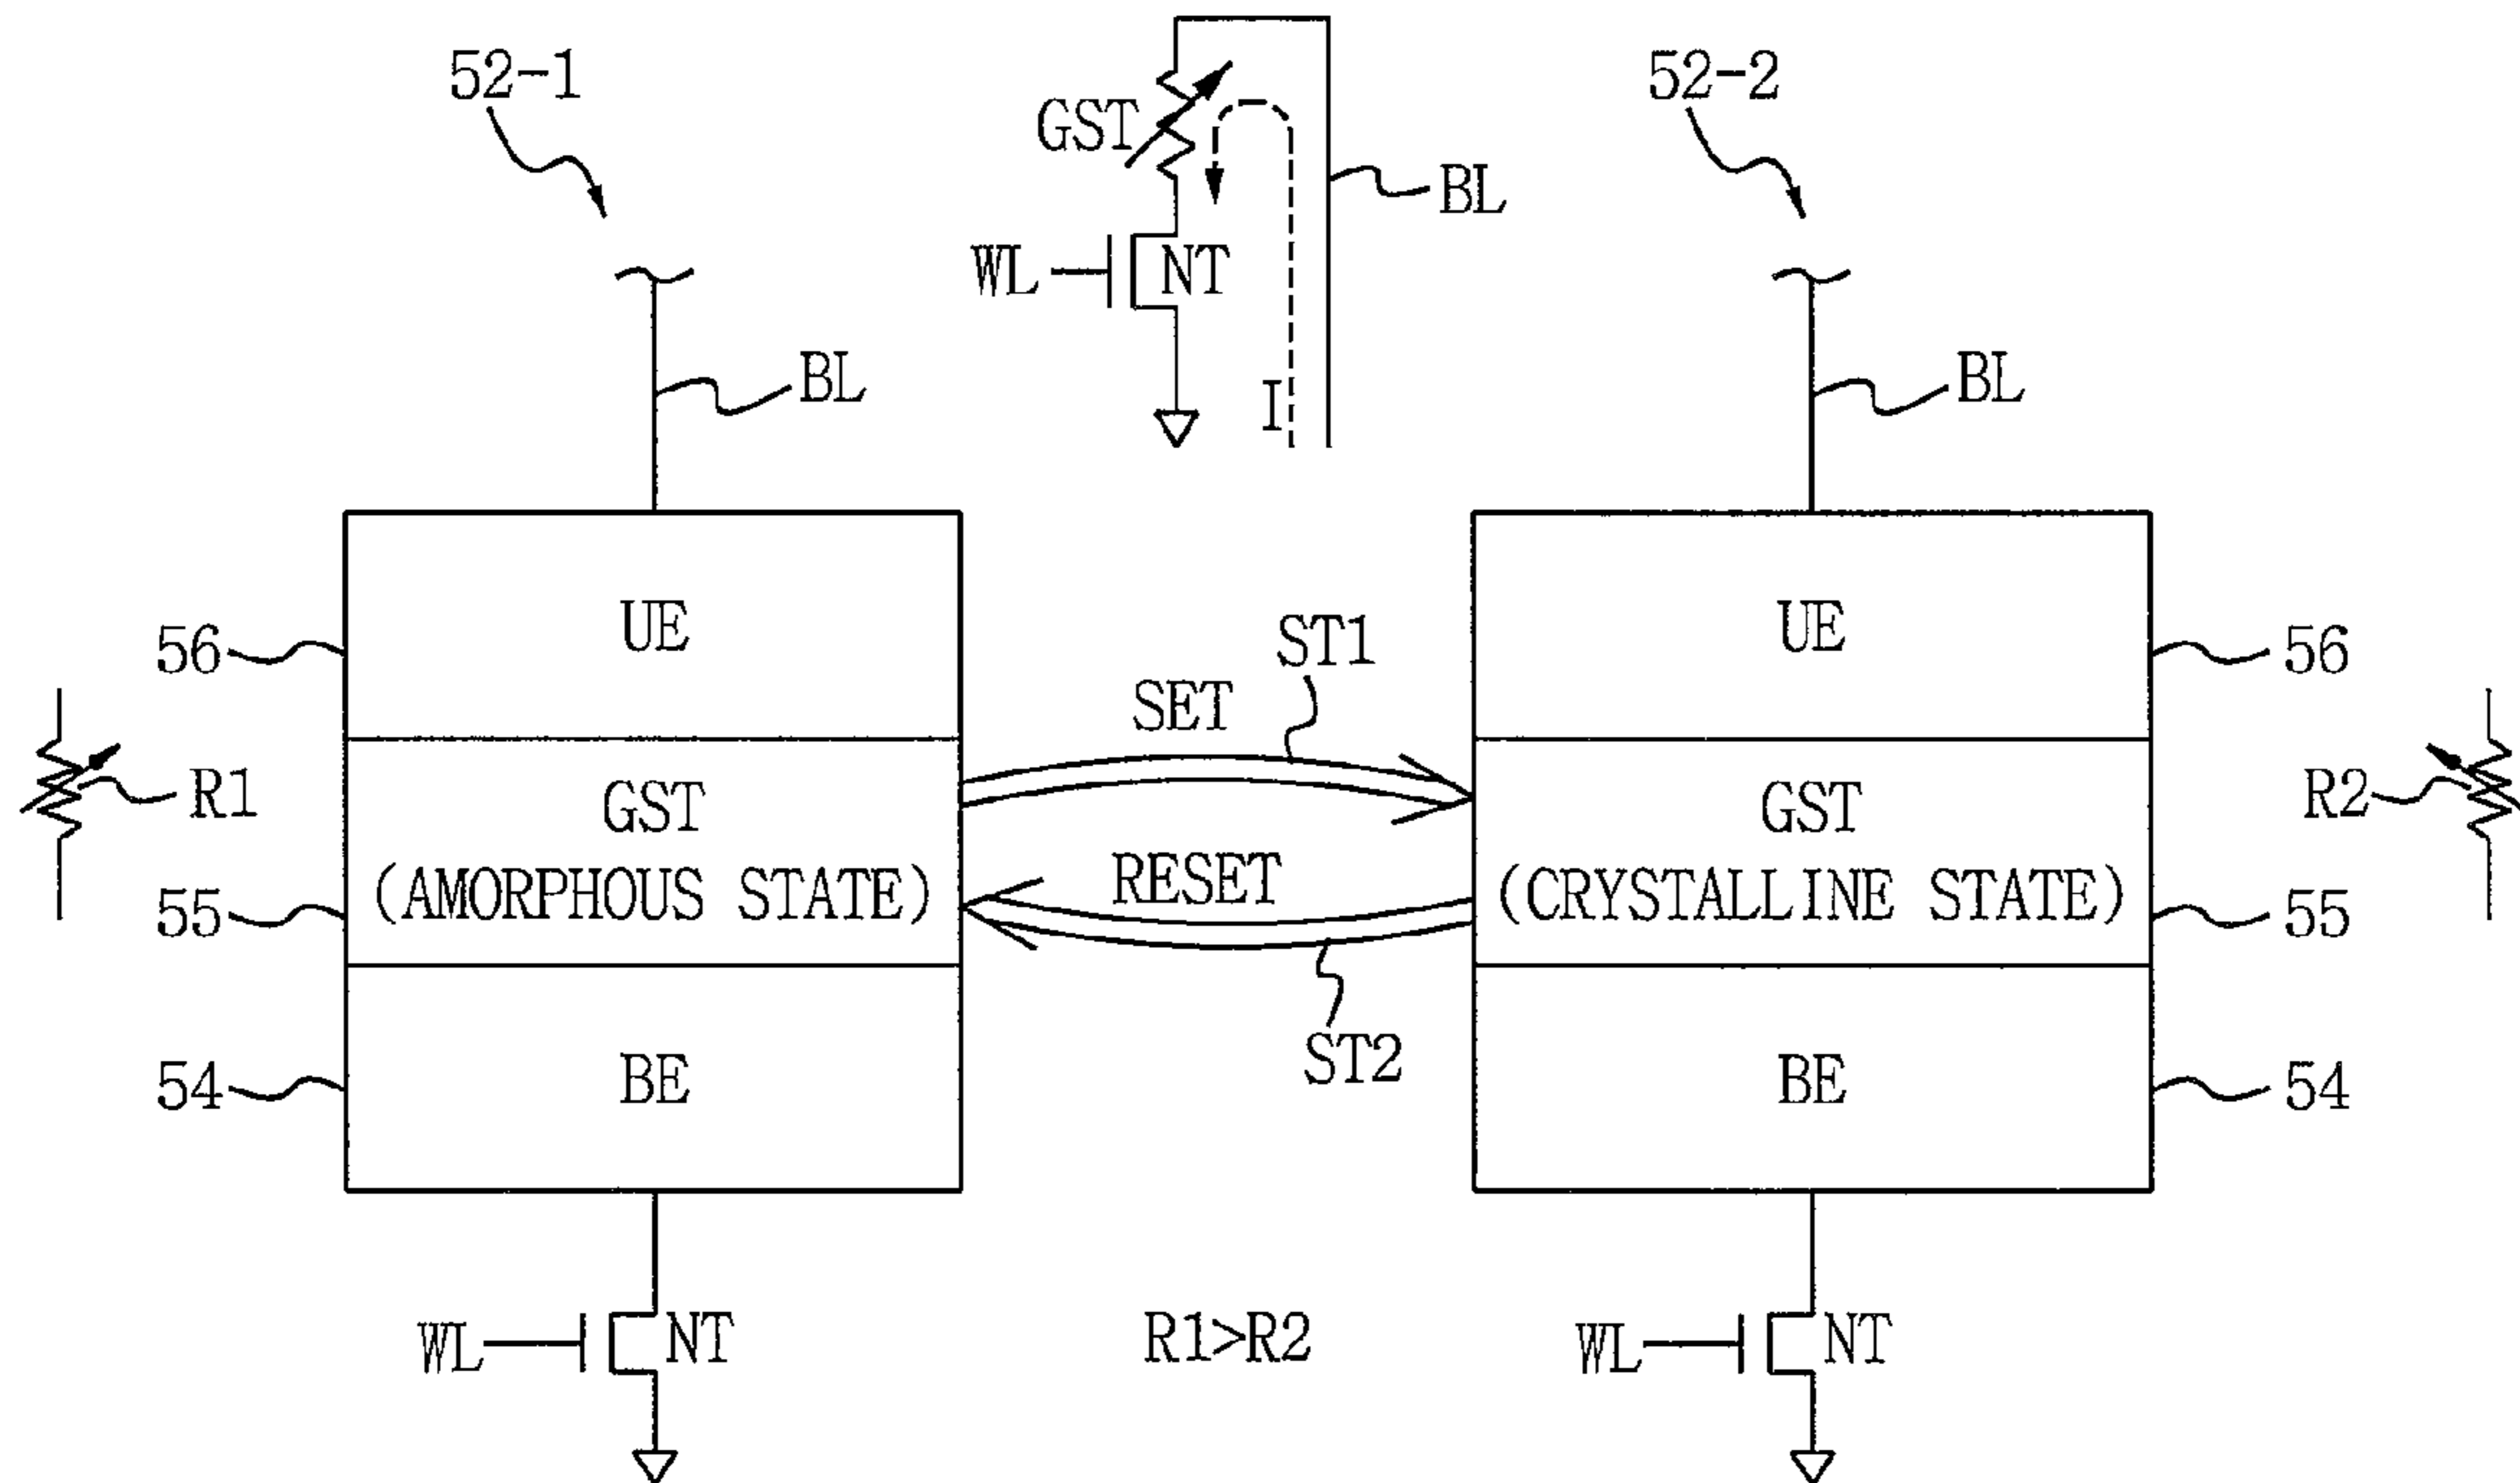 52-1
52-2
GST
BL
WL
NT
I
BL
BL
UE
UE
56
ST1
56
SET
R1
GST
GST
R2
55
(AMORPHOUS STATE)
RESET
(CRYSTALLINE STATE)
55
ST2
54
BE
BE
54
WL
NT
R1>R2
WL
NT